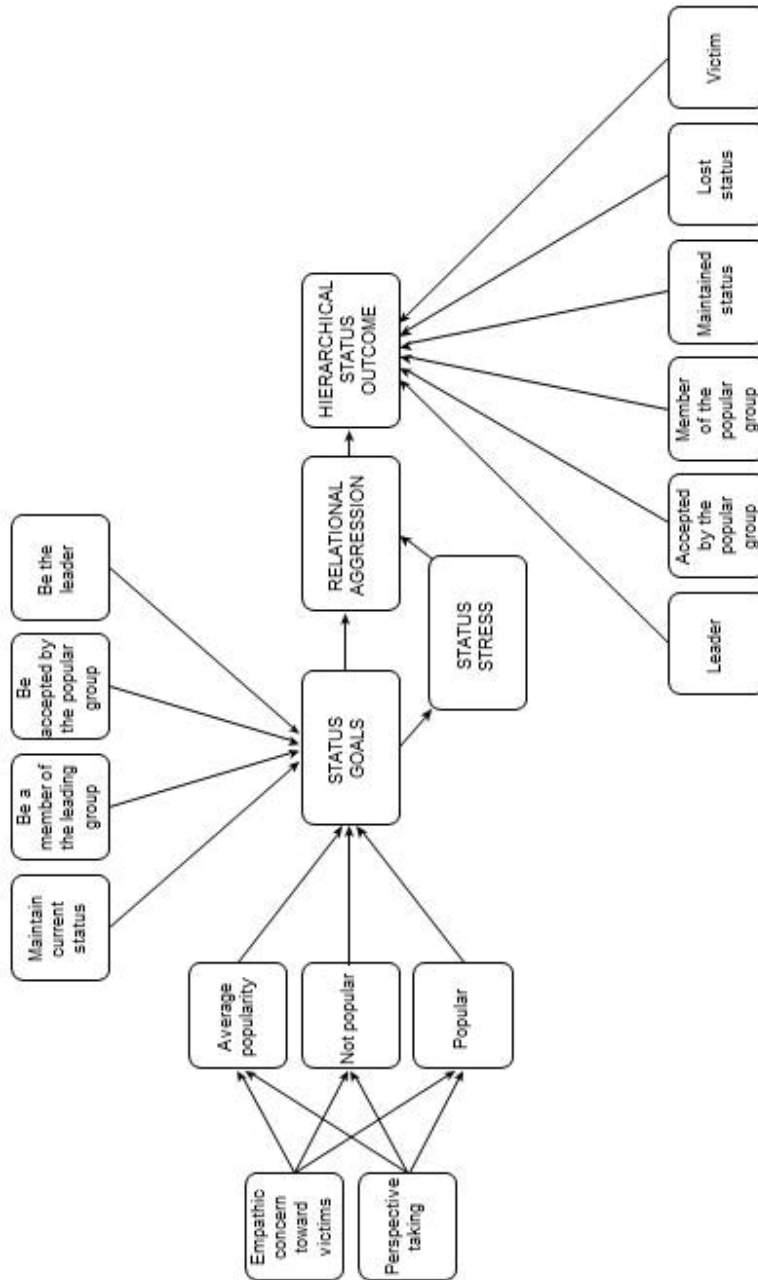 Maintain
current
status
Be a
member of
the leading
group
Be
accepted by
the popular
group
Be the
leader
Empathic
concern
toward
victims
Perspective
taking
Average
popularity
Not popular
Popular
STATUS
GOALS
STATUS
STRESS
RELATIONAL
AGGRESSION
HIERARCHICAL
STATUS
OUTCOME
Leader
Accepted
by the
popular
group
Member
of the
popular
group
Maintained
status
Lost
status
Victim